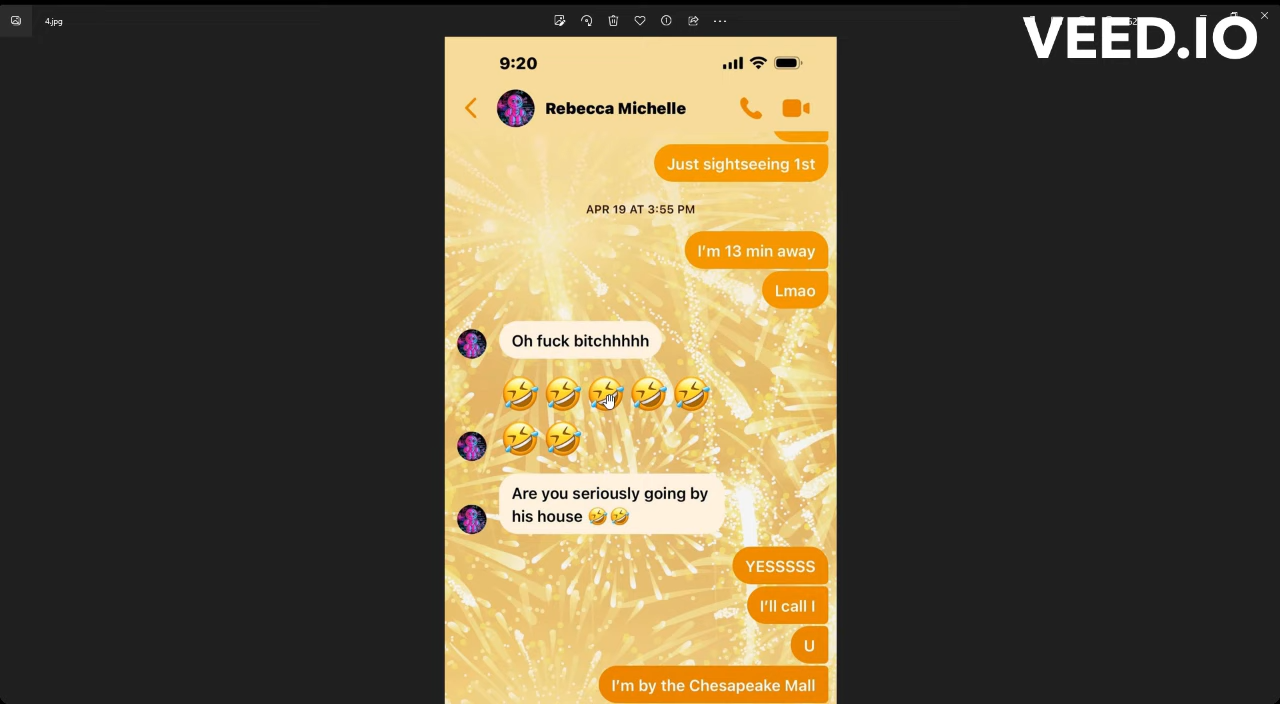 4.jpg
VEED.IO
9:20
Rebecca Michelle
Just sightseeing 1st
APR 19 AT 3:55 PM
I'm 13 min away
Lmao
Oh fuck bitchhhhh
🤣🤣🤣🤣🤣
🤣🤣
Are you seriously going by
his house 🤣🤣
YESSSSS
I'll call I
U
I'm by the Chesapeake Mall